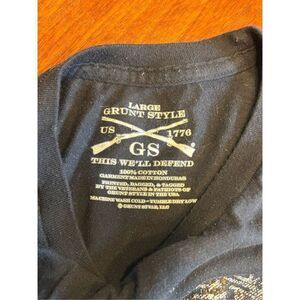 LARGE
GRUNT STYLE
US 1776
GS®
THIS WE'LL DEFEND
100% COTTON
GARMENT MADE IN HONDURAS
PRINTED, BAGGED, & TAGGED
BY THE VETERANS & PATRIOTS OF
GRUNT STYLE IN THE USA
MACHINE WASH COLD - TUMBLE DRY LOW
© GRUNT STYLE, LLC